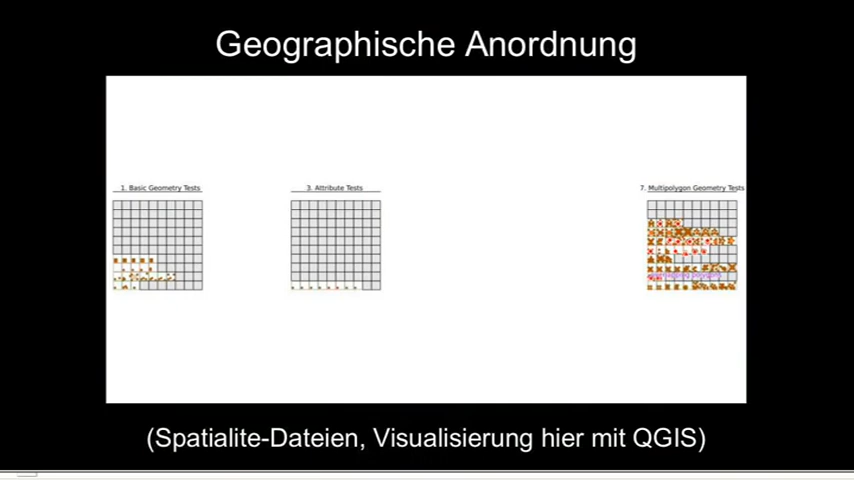 Geographische Anordnung
1. Basic Geometry Tests
3. Attribute Tests
7. Multipolygon Geometry Tests
(Spatialite-Dateien, Visualisierung hier mit QGIS)